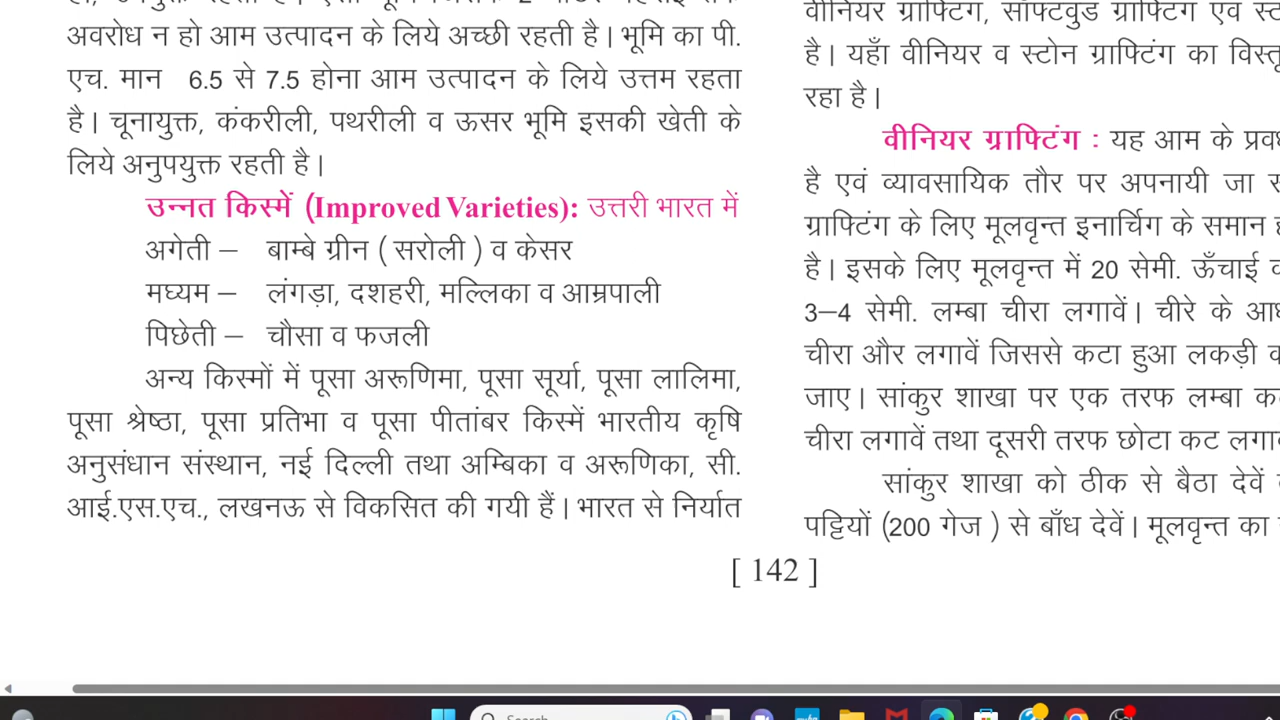 अवरोध न हो आम उत्पादन के लिये अच्छी रहती है। भूमि का पी.
एच. मान 6.5 से 7.5 होना आम उत्पादन के लिये उत्तम रहता
है। चूनायुक्त, कंकरीली, पथरीली व ऊसर भूमि इसकी खेती के
लिये अनुपयुक्त रहती है।
उन्नत किस्में (Improved Varieties): उत्तरी भारत में
अगेती – बाम्बे ग्रीन ( सरोली ) व केसर
मघ्यम – लंगड़ा, दशहरी, मल्लिका व आम्रपाली
पिछेती – चौसा व फजली
अन्य किस्मों में पूसा अरूणिमा, पूसा सूर्या, पूसा लालिमा,
पूसा श्रेष्ठा, पूसा प्रतिभा व पूसा पीतांबर किस्में भारतीय कृषि
अनुसंधान संस्थान, नई दिल्ली तथा अम्बिका व अरूणिका, सी.
आई.एस.एच., लखनऊ से विकसित की गयी हैं। भारत से निर्यात
वीनियर ग्राफ्टिंग, सॉफ्टवुड ग्राफ्टिंग एवं
है। यहाँ वीनियर व स्टोन ग्राफ्टिंग का
रहा है।
वीनियर ग्राफ्टिंग : यह आम के
है एवं व्यावसायिक तौर पर अपनायी जा
ग्राफ्टिंग के लिए मूलवृन्त इनार्चिंग के समान
है। इसके लिए मूलवृन्त में 20 सेमी. ऊँचाई
3–4 सेमी. लम्बा चीरा लगावें। चीरे के
चीरा और लगावें जिससे कटा हुआ लकड़ी
जाए। सांकुर शाखा पर एक तरफ लम्बा
चीरा लगावें तथा दूसरी तरफ छोटा कट
सांकुर शाखा को ठीक से बैठा देवें
पट्टियों (200 गेज ) से बाँध देवें। मूलवृन्त का
[ 142 ]
Search